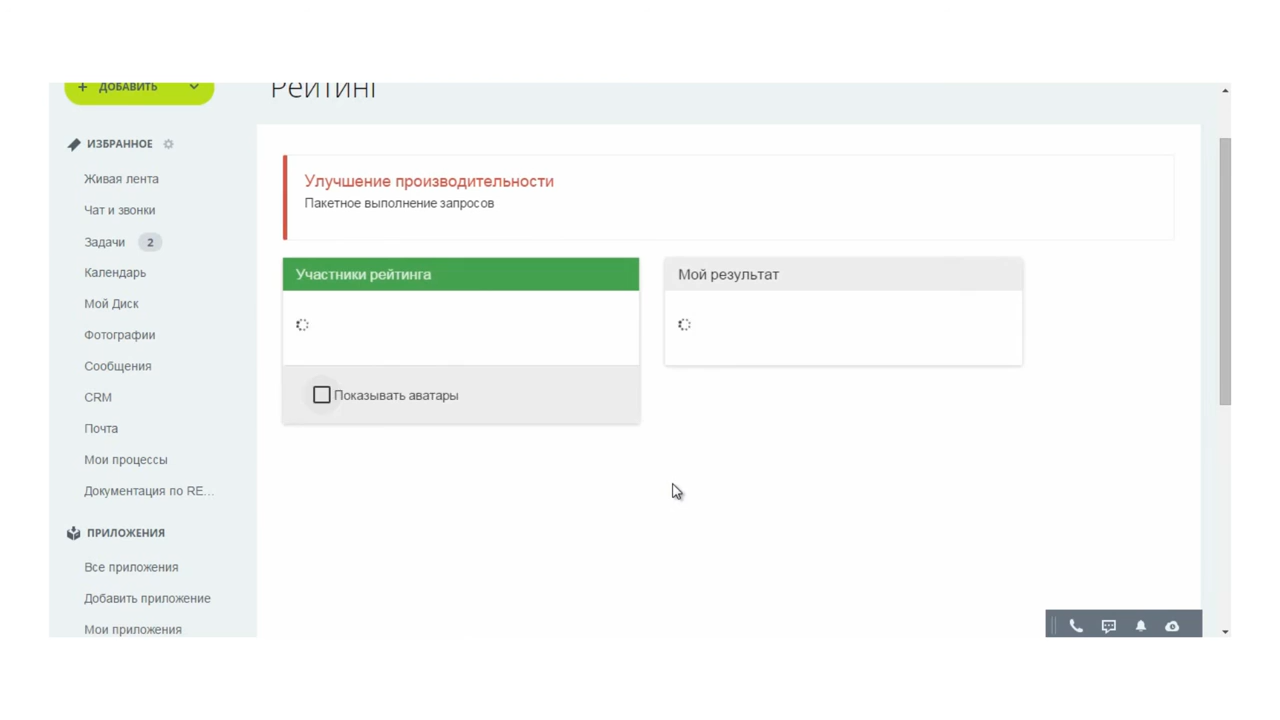 ДОБАВИТЬ
Рейтинг
ИЗБРАННОЕ
Живая лента
Чат и звонки
Задачи 2
Календарь
Мой Диск
Фотографии
Сообщения
CRM
Почта
Мои процессы
Документация по RE...
ПРИЛОЖЕНИЯ
Все приложения
Добавить приложение
Мои приложения
Улучшение производительности
Пакетное выполнение запросов
Участники рейтинга
Показывать аватары
Мой результат